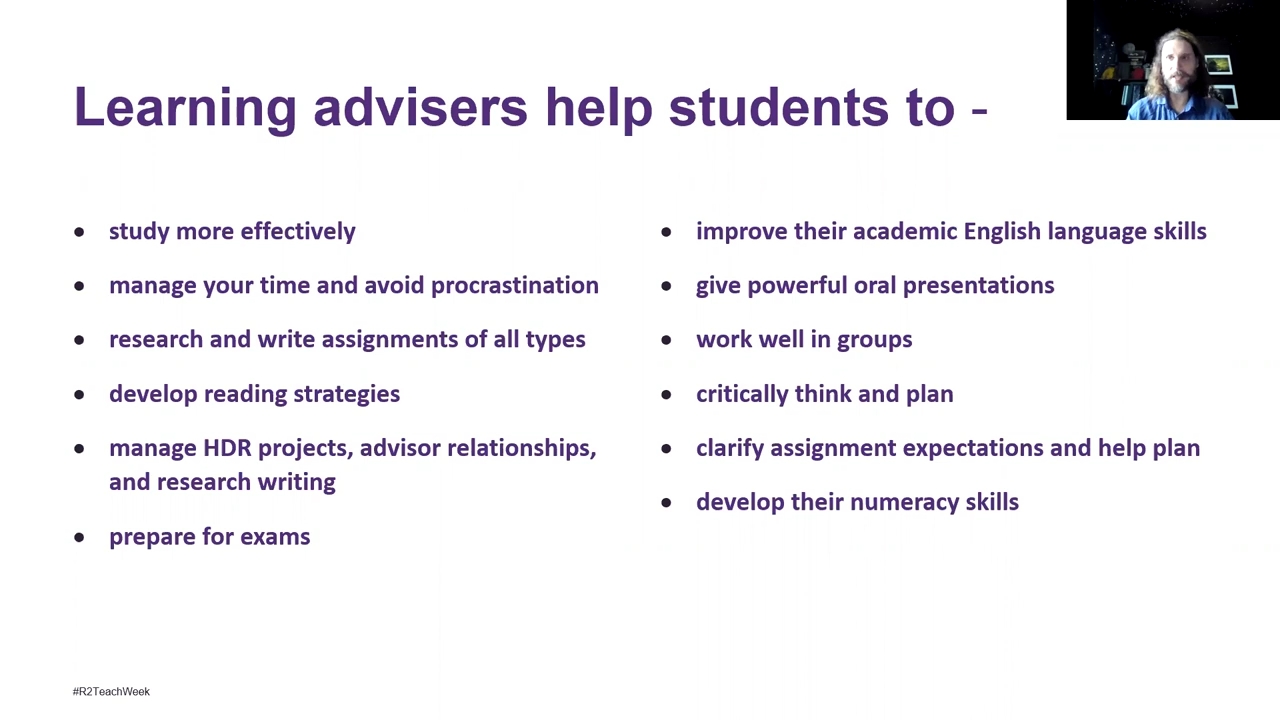 Learning advisers help students to -
study more effectively
manage your time and avoid procrastination
research and write assignments of all types
develop reading strategies
manage HDR projects, advisor relationships,
and research writing
prepare for exams
improve their academic English language skills
give powerful oral presentations
work well in groups
critically think and plan
clarify assignment expectations and help plan
develop their numeracy skills
#R2TeachWeek